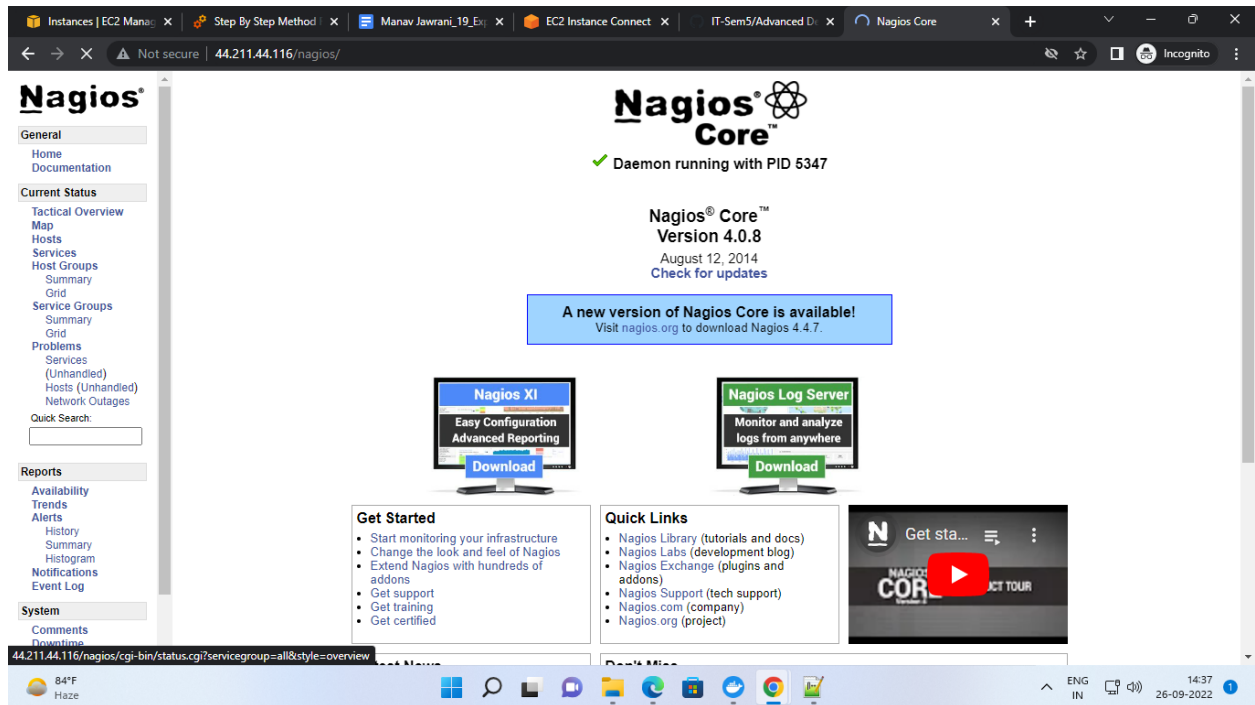 Instances | EC2 Manag
Step By Step Method
Manav Jawrani_19_Exp
EC2 Instance Connect
IT-Sem5/Advanced De
Nagios Core
Not secure | 44.211.44.116/nagios/
Incognito
Nagios®
General
Home
Documentation
Current Status
Tactical Overview
Map
Hosts
Services
Host Groups
Summary
Grid
Service Groups
Summary
Grid
Problems
Services
(Unhandled)
Hosts (Unhandled)
Network Outages
Quick Search:
Reports
Availability
Trends
Alerts
History
Summary
Histogram
Notifications
Event Log
System
Comments
Downtime
44.211.44.116/nagios/cgi-bin/status.cgi?servicegroup=all&style=overview
Nagios®
Core™
Daemon running with PID 5347
Nagios® Core™
Version 4.0.8
August 12, 2014
Check for updates
A new version of Nagios Core is available!
Visit nagios.org to download Nagios 4.4.7.
Nagios XI
Easy Configuration
Advanced Reporting
Download
Nagios Log Server
Monitor and analyze
logs from anywhere
Download
Get Started
Start monitoring your infrastructure
Change the look and feel of Nagios
Extend Nagios with hundreds of
addons
Get support
Get training
Get certified
Quick Links
Nagios Library (tutorials and docs)
Nagios Labs (development blog)
Nagios Exchange (plugins and
addons)
Nagios Support (tech support)
Nagios.com (company)
Nagios.org (project)
N Get sta...
NAGIOS
CORE
CT TOUR
Don't Miss
84°F
Haze
ENG
IN
14:37
26-09-2022
1